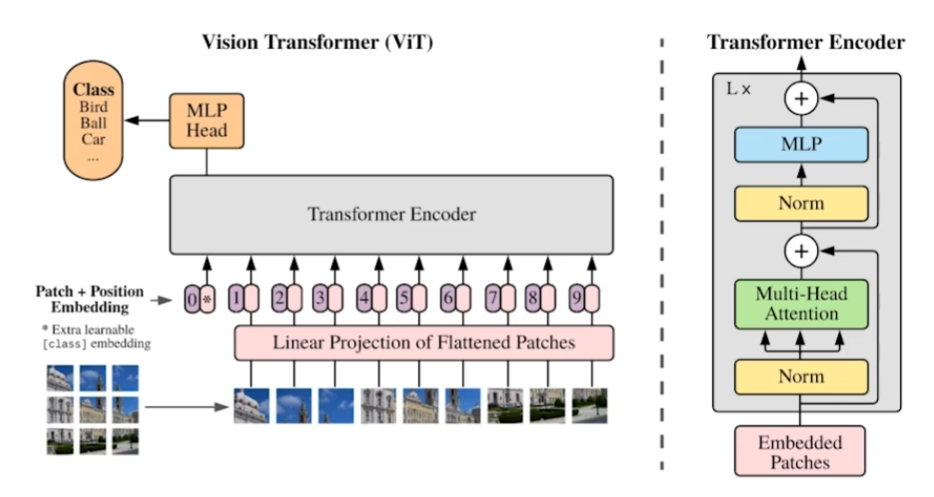 Vision Transformer (ViT)
Class
Bird
Ball
Car
...
MLP
Head
Transformer Encoder
Patch + Position
Embedding
0 * 1 2 3 4 5 6 7 8 9
* Extra learnable
[class] embedding
Linear Projection of Flattened Patches
Transformer Encoder
L x
+
MLP
Norm
+
Multi-Head
Attention
Norm
Embedded
Patches